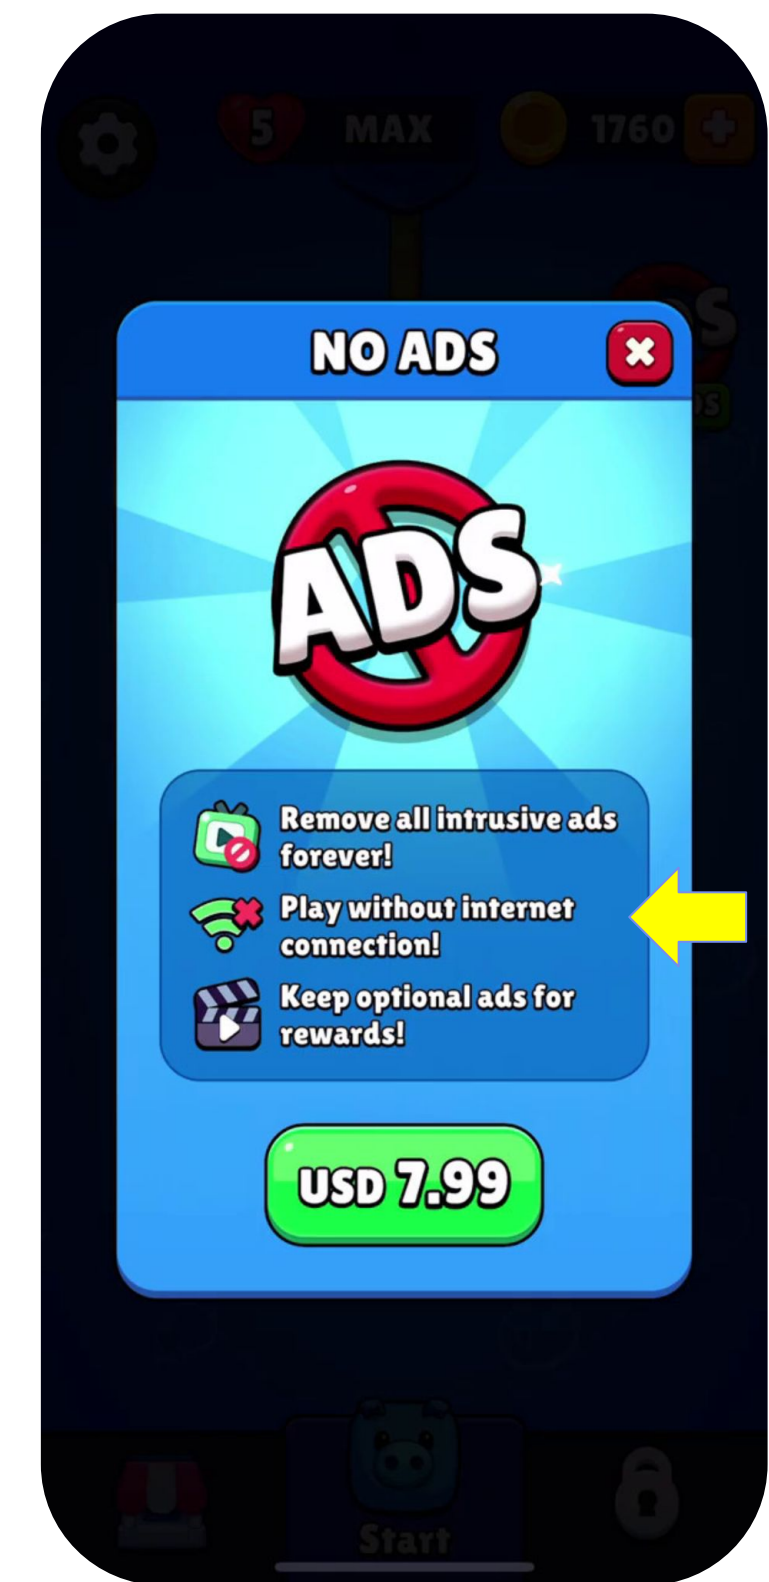 5 MAX 1760
NO ADS
ADS
Remove all intrusive ads
forever!
Play without internet
connection!
Keep optional ads for
rewards!
USD 7.99
Start